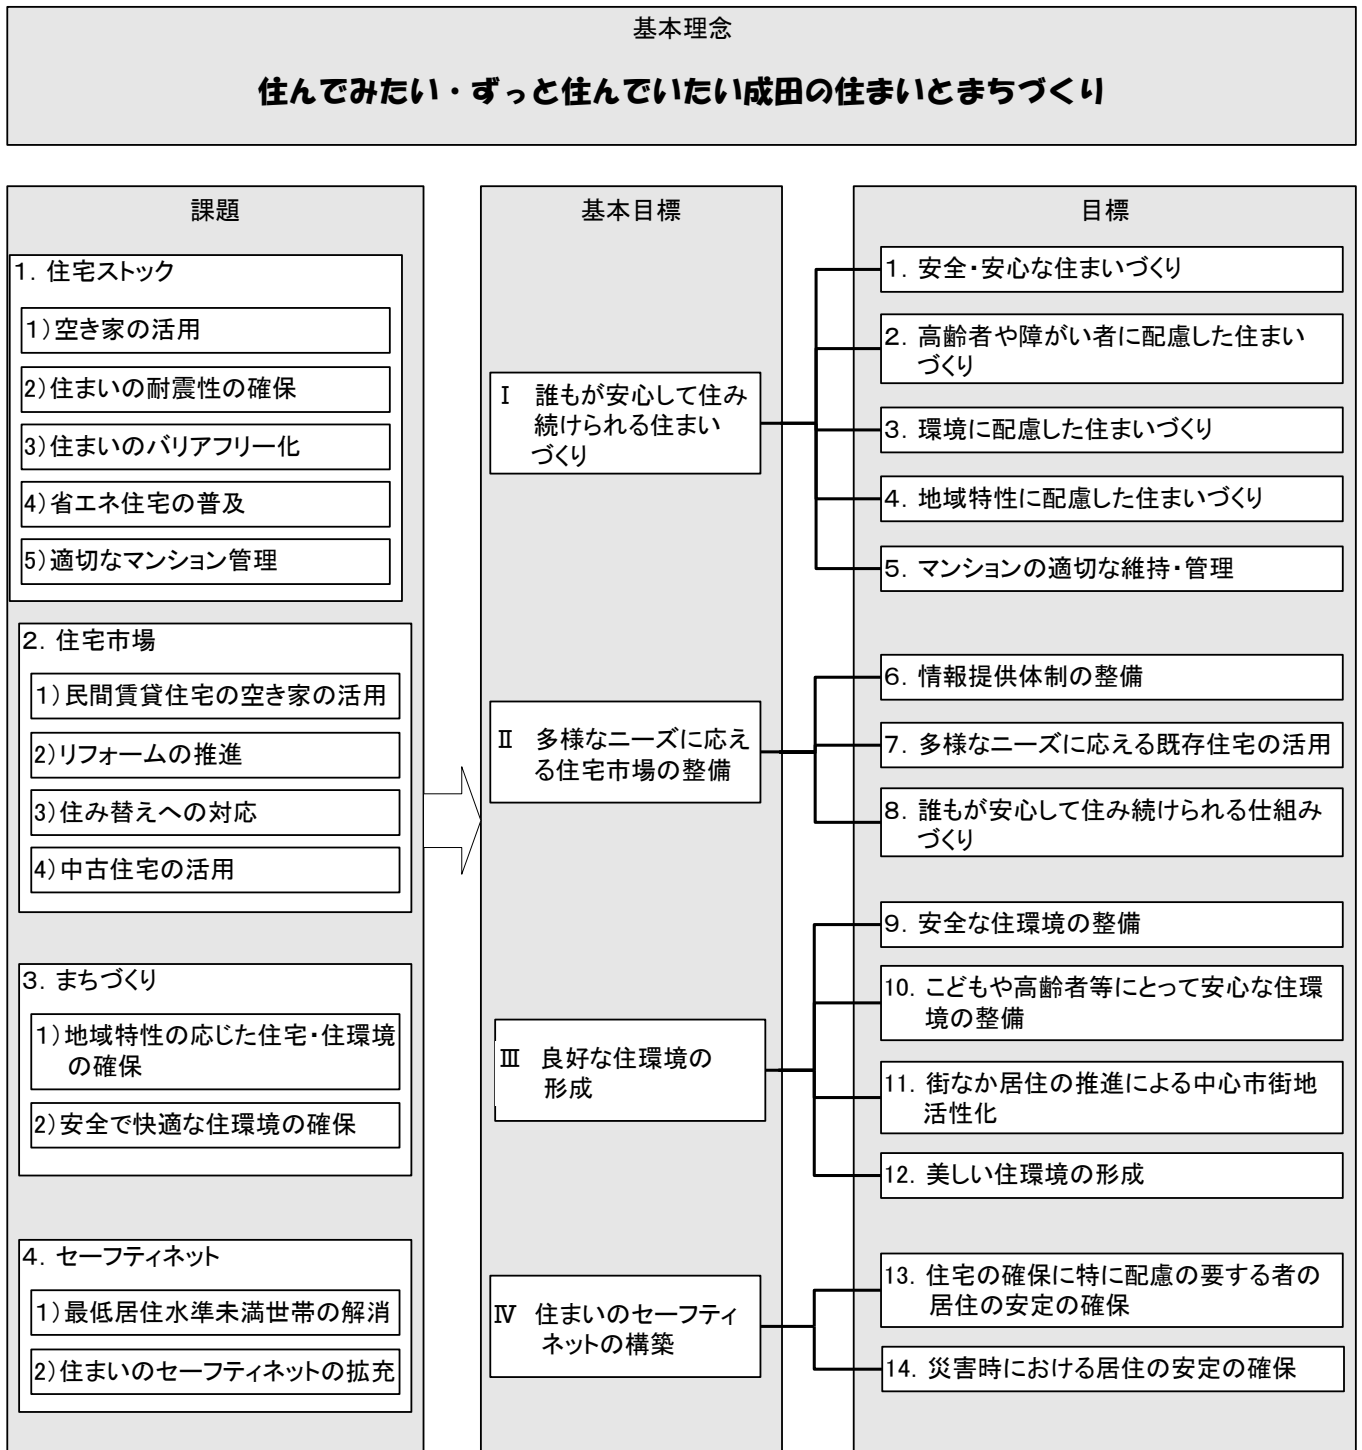 基本理念
住んでみたい・ずっと住んでいたい成田の住まいとまちづくり
課題
1．住宅ストック
1）空き家の活用
2）住まいの耐震性の確保
3）住まいのバリアフリー化
4）省エネ住宅の普及
5）適切なマンション管理
2．住宅市場
1）民間賃貸住宅の空き家の活用
2）リフォームの推進
3）住み替えへの対応
4）中古住宅の活用
3．まちづくり
1）地域特性の応じた住宅・住環境
の確保
2）安全で快適な住環境の確保
4．セーフティネット
1）最低居住水準未満世帯の解消
2）住まいのセーフティネットの拡充
基本目標
Ⅰ　誰もが安心して住み
続けられる住まい
づくり
Ⅱ　多様なニーズに応え
る住宅市場の整備
Ⅲ　良好な住環境の
形成
Ⅳ　住まいのセーフティ
ネットの構築
目標
1．安全・安心な住まいづくり
2．高齢者や障がい者に配慮した住まい
づくり
3．環境に配慮した住まいづくり
4．地域特性に配慮した住まいづくり
5．マンションの適切な維持・管理
6．情報提供体制の整備
7．多様なニーズに応える既存住宅の活用
8．誰もが安心して住み続けられる仕組み
づくり
9．安全な住環境の整備
10．こどもや高齢者等にとって安心な住環
境の整備
11．街なか居住の推進による中心市街地
活性化
12．美しい住環境の形成
13．住宅の確保に特に配慮の要する者の
居住の安定の確保
14．災害時における居住の安定の確保